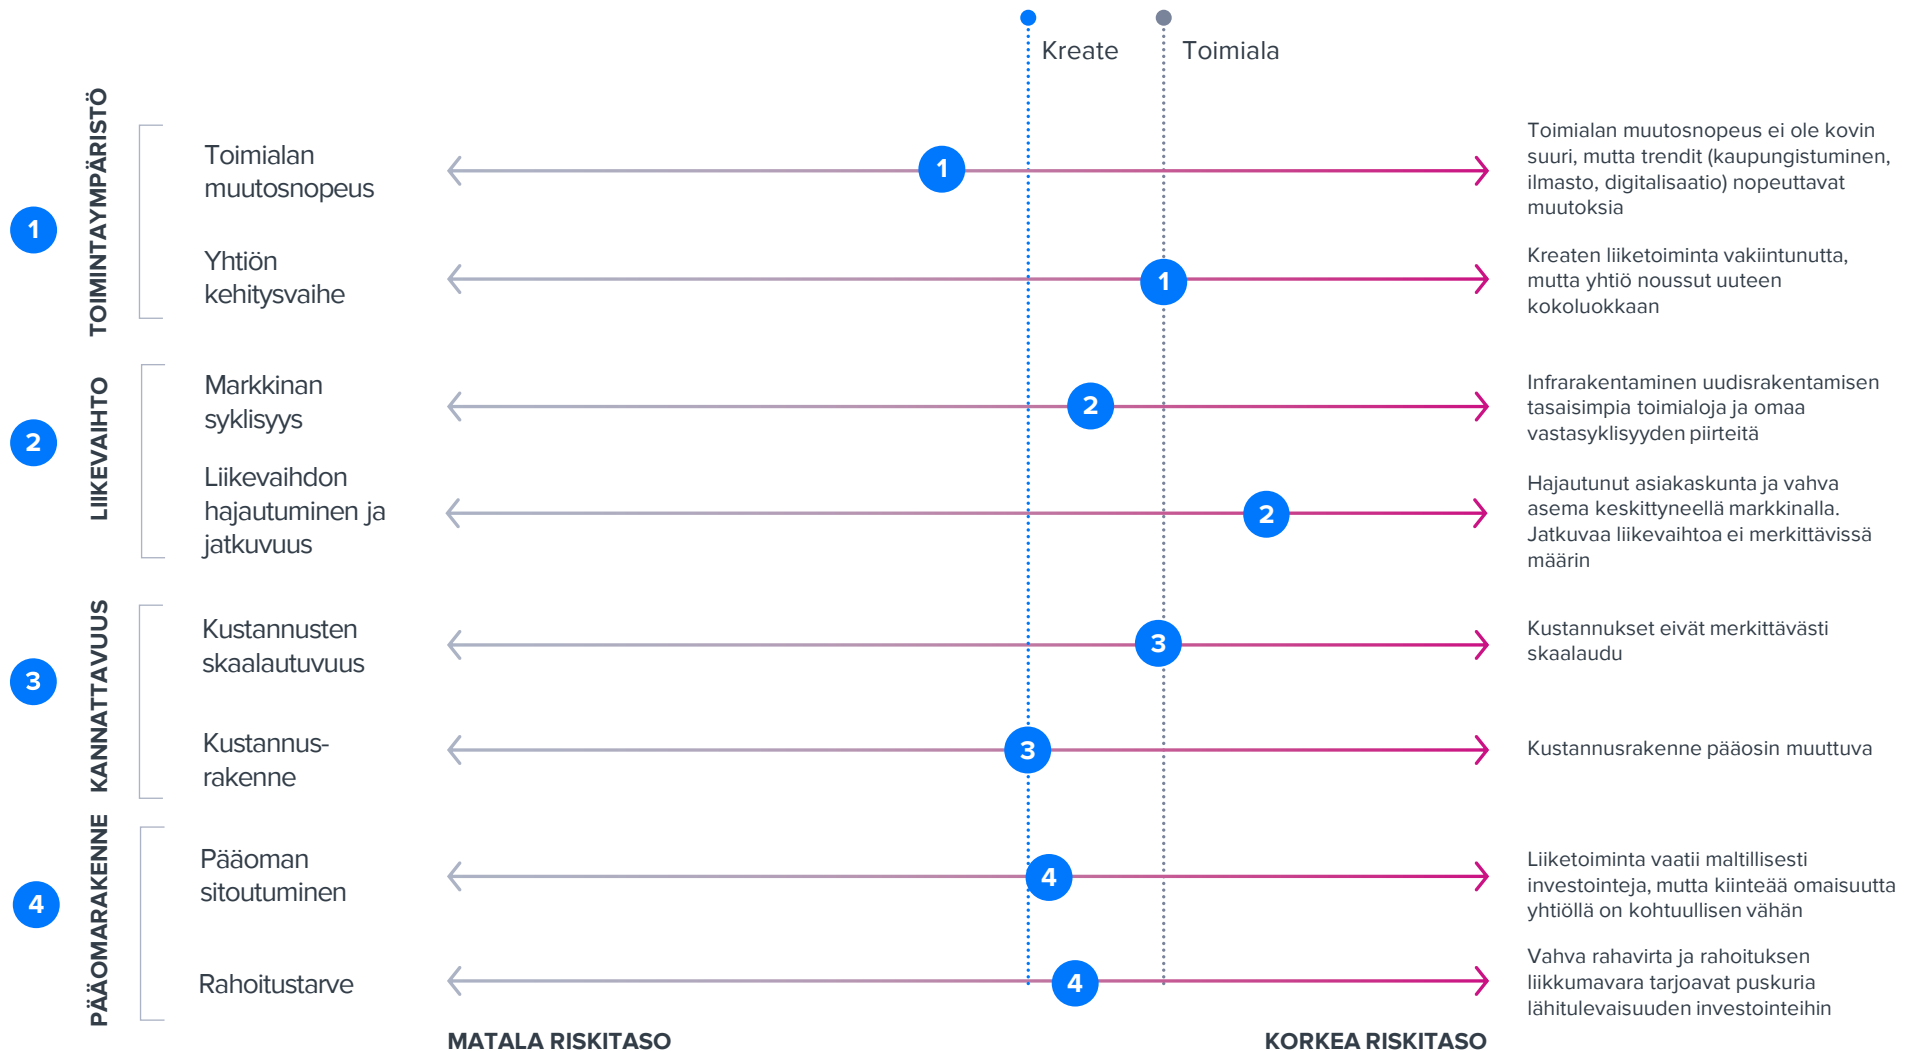 Kreate
Toimiala
1
TOIMINTAYMPÄRISTÖ
Toimialan
muutosnopeus
1
Toimialan muutosnopeus ei ole kovin
suuri, mutta trendit (kaupungistuminen,
ilmasto, digitalisaatio) nopeuttavat
muutoksia
Yhtiön
kehitysvaihe
1
Kreaten liiketoiminta vakiintunutta,
mutta yhtiö noussut uuteen
kokoluokkaan
2
LIIKEVAIHTO
Markkinan
syklisyys
2
Infrarakentaminen uudisrakentamisen
tasaisimpia toimialoja ja omaa
vastasyklisyyden piirteitä
Liikevaihdon
hajautuminen ja
jatkuvuus
2
Hajautunut asiakaskunta ja vahva
asema keskittyneellä markkinalla.
Jatkuvaa liikevaihtoa ei merkittävissä
määrin
3
KANNATTAVUUS
Kustannusten
skaalautuvuus
3
Kustannukset eivät merkittävästi
skaalaudu
Kustannus-
rakenne
3
Kustannusrakenne pääosin muuttuva
4
PÄÄOMARAKENNE
Pääoman
sitoutuminen
4
Liiketoiminta vaatii maltillisesti
investointeja, mutta kiinteää omaisuutta
yhtiöllä on kohtuullisen vähän
Rahoitustarve
4
Vahva rahavirta ja rahoituksen
liikkumavara tarjoavat puskuria
lähitulevaisuuden investointeihin
MATALA RISKITASO
KORKEA RISKITASO